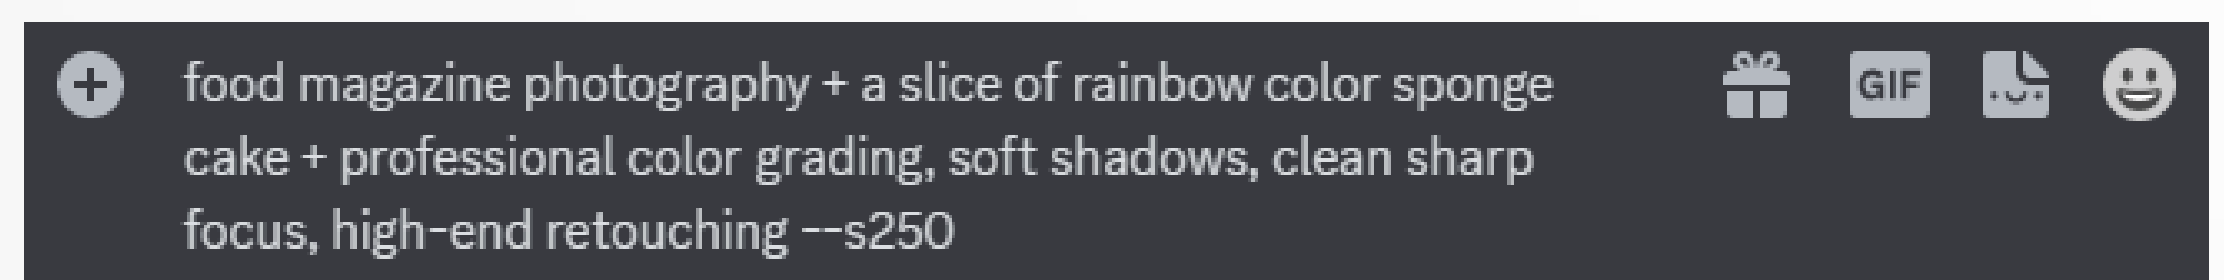 food magazine photography + a slice of rainbow color sponge
cake + professional color grading, soft shadows, clean sharp
focus, high-end retouching --s250
GIF